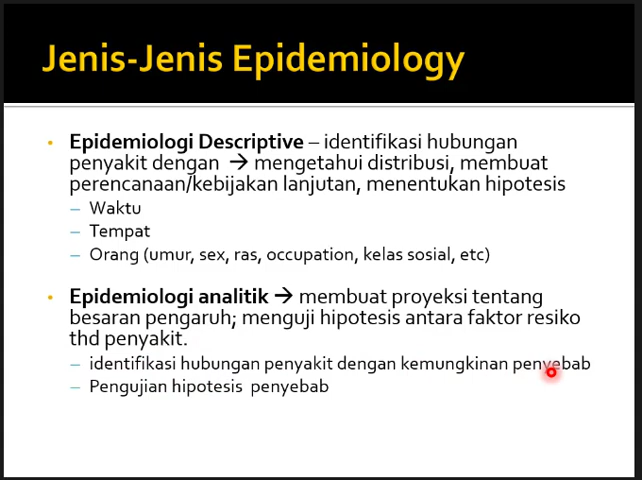 Jenis-Jenis Epidemiology
• Epidemiologi Descriptive – identifikasi hubungan
penyakit dengan → mengetahui distribusi, membuat
perencanaan/kebijakan lanjutan, menentukan hipotesis
– Waktu
– Tempat
– Orang (umur, sex, ras, occupation, kelas sosial, etc)
• Epidemiologi analitik → membuat proyeksi tentang
besaran pengaruh; menguji hipotesis antara faktor resiko
thd penyakit.
– identifikasi hubungan penyakit dengan kemungkinan penyebab
– Pengujian hipotesis penyebab